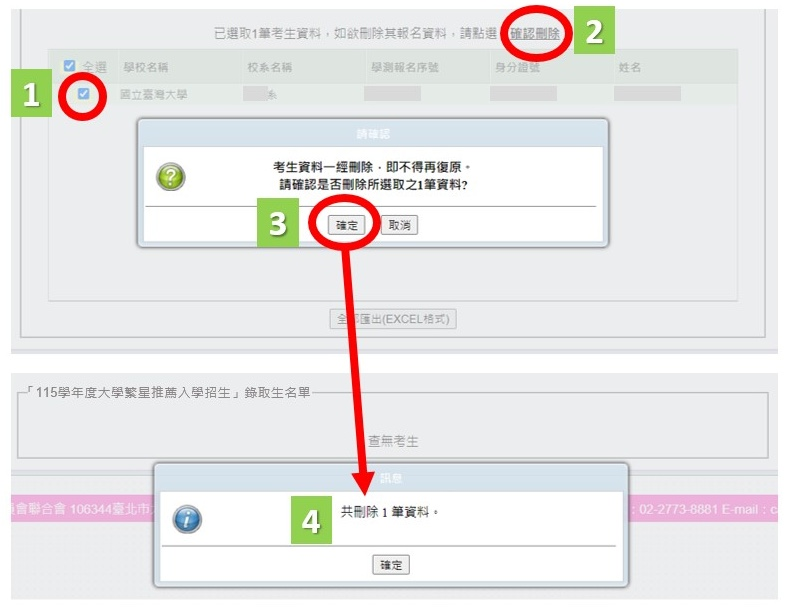 已選取1筆考生資料，如欲刪除其報名資料，請點選 確認刪除
2
全選 學校名稱 校系名稱 學測報名序號 身分證號 姓名
1
國立臺灣大學 系
請確認
考生資料一經刪除，即不得再復原。
請確認是否刪除所選取之1筆資料?
3
確定 取消
全部匯出(EXCEL格式)
「115學年度大學繁星推薦入學招生」錄取生名單
查無考生
訊息
會聯合會 106344臺北市 : 02-2773-8881 E-mail : c
4
共刪除 1 筆資料。
確定